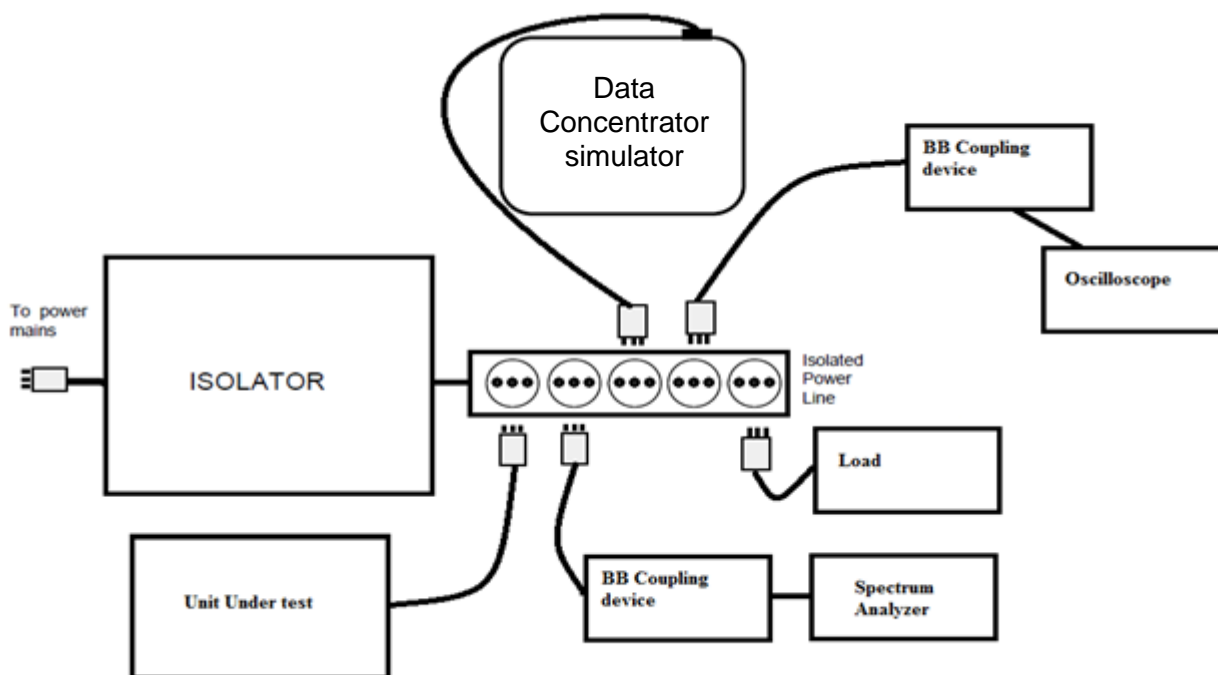 Data
Concentrator
simulator
BB Coupling
device
Oscilloscope
To power
mains
ISOLATOR
Isolated
Power
Line
Load
Unit Under test
BB Coupling
device
Spectrum
Analyzer